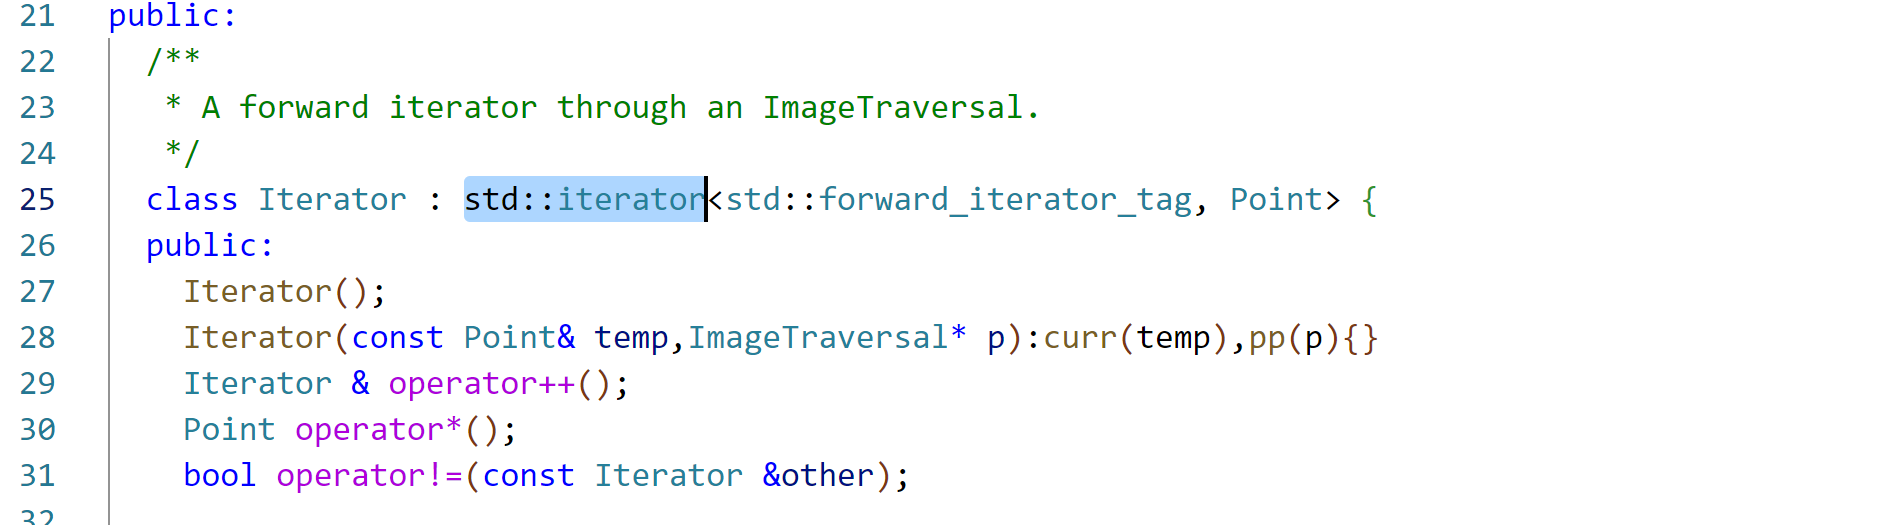 21 public:
22 /**
23 * A forward iterator through an ImageTraversal.
24 */
25 class Iterator : std::iterator<std::forward_iterator_tag, Point> {
26 public:
27 Iterator();
28 Iterator(const Point& temp,ImageTraversal* p):curr(temp),pp(p){}
29 Iterator & operator++();
30 Point operator*();
31 bool operator!=(const Iterator &other);
32